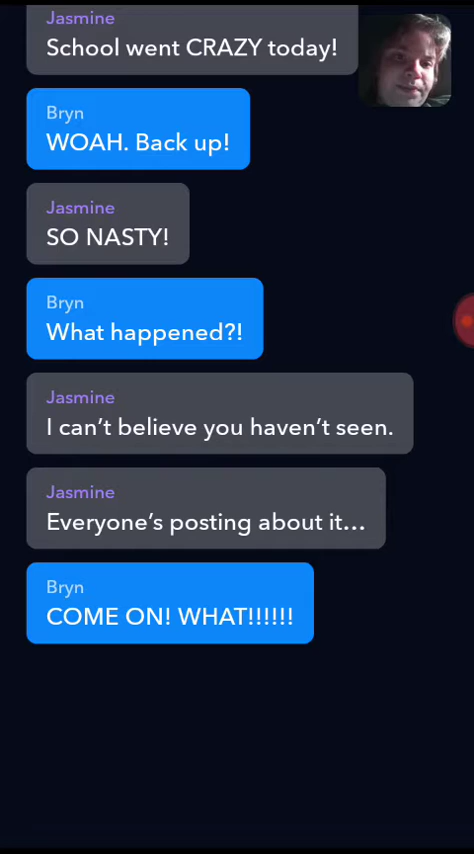 Jasmine
School went CRAZY today!
Bryn
WOAH. Back up!
Jasmine
SO NASTY!
Bryn
What happened?!
Jasmine
I can’t believe you haven’t seen.
Jasmine
Everyone’s posting about it…
Bryn
COME ON! WHAT!!!!!!